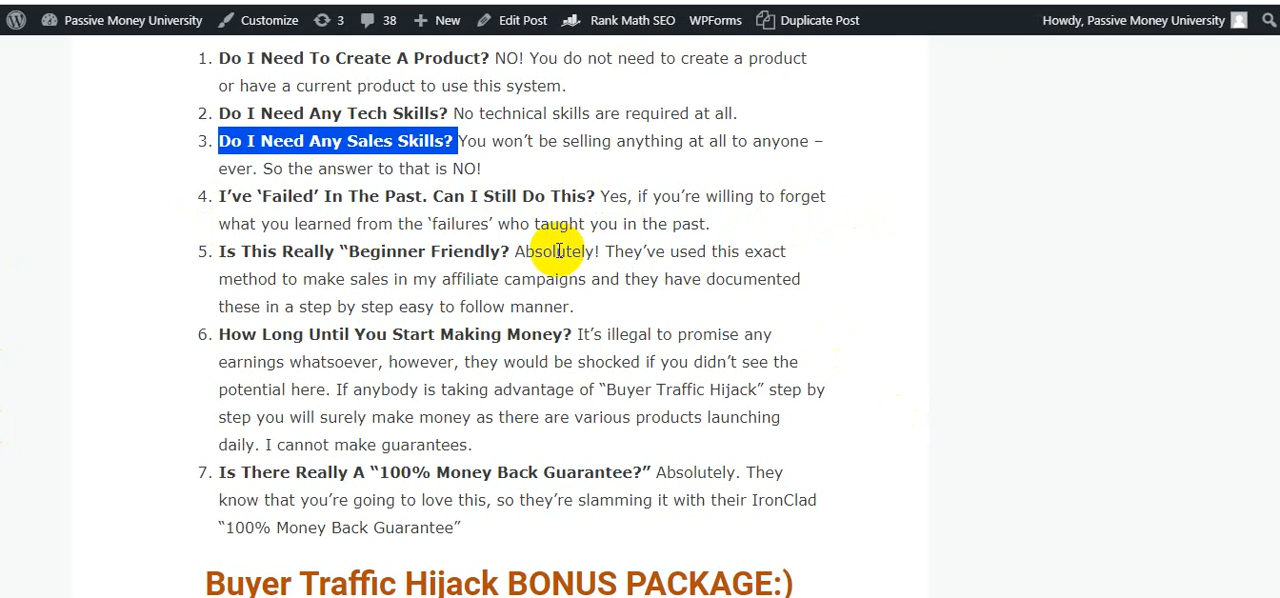 Passive Money University Customize 3 38 New Edit Post Rank Math SEO WPForms Duplicate Post Howdy, Passive Money University
1. Do I Need To Create A Product? NO! You do not need to create a product
or have a current product to use this system.
2. Do I Need Any Tech Skills? No technical skills are required at all.
3. Do I Need Any Sales Skills? You won’t be selling anything at all to anyone –
ever. So the answer to that is NO!
4. I’ve ‘Failed’ In The Past. Can I Still Do This? Yes, if you’re willing to forget
what you learned from the ‘failures’ who taught you in the past.
5. Is This Really “Beginner Friendly? Absolutely! They’ve used this exact
method to make sales in my affiliate campaigns and they have documented
these in a step by step easy to follow manner.
6. How Long Until You Start Making Money? It’s illegal to promise any
earnings whatsoever, however, they would be shocked if you didn’t see the
potential here. If anybody is taking advantage of “Buyer Traffic Hijack” step by
step you will surely make money as there are various products launching
daily. I cannot make guarantees.
7. Is There Really A “100% Money Back Guarantee?” Absolutely. They
know that you’re going to love this, so they’re slamming it with their IronClad
“100% Money Back Guarantee”
Buyer Traffic Hijack BONUS PACKAGE:)